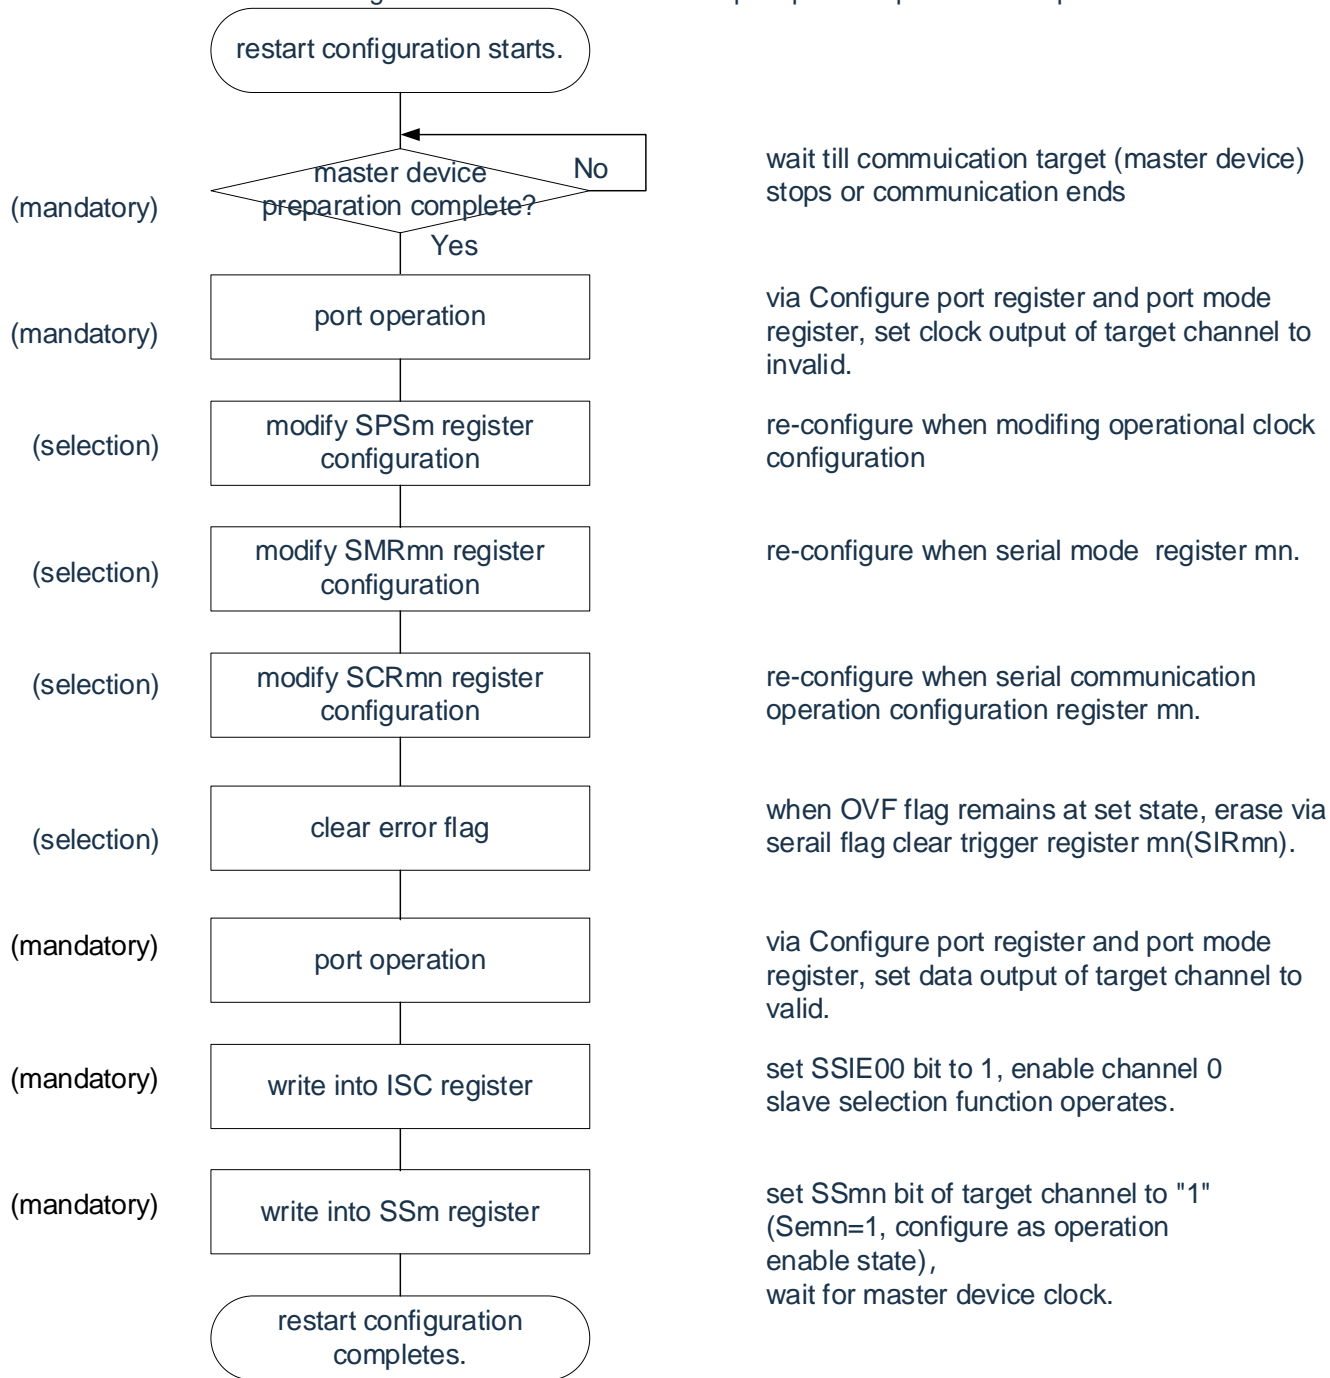 restart configuration starts.
master device
preparation complete?
No
Yes
(mandatory)
wait till commuication target (master device)
stops or communication ends
(mandatory)
port operation
via Configure port register and port mode
register, set clock output of target channel to
invalid.
(selection)
modify SPSm register
configuration
re-configure when modifing operational clock
configuration
(selection)
modify SMRmn register
configuration
re-configure when serial mode  register mn.
(selection)
modify SCRmn register
configuration
re-configure when serial communication
operation configuration register mn.
(selection)
clear error flag
when OVF flag remains at set state, erase via
serail flag clear trigger register mn(SIRmn).
(mandatory)
port operation
via Configure port register and port mode
register, set data output of target channel to
valid.
(mandatory)
write into ISC register
set SSIE00 bit to 1, enable channel 0
slave selection function operates.
(mandatory)
write into SSm register
set SSmn bit of target channel to "1"
(Semn=1, configure as operation
enable state),
wait for master device clock.
restart configuration
completes.